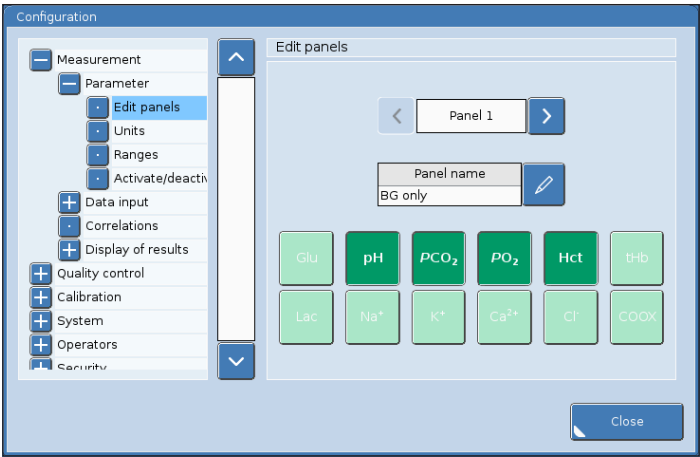 Configuration
Measurement
Parameter
Edit panels
Units
Ranges
Activate/deactiv
Data input
Correlations
Display of results
Quality control
Calibration
System
Operators
Security
Edit panels
Panel 1
Panel name
BG only
Glu pH PCO₂ PO₂ Hct tHb
Lac Na⁺ K⁺ Ca²⁺ Cl⁻ COOX
Close